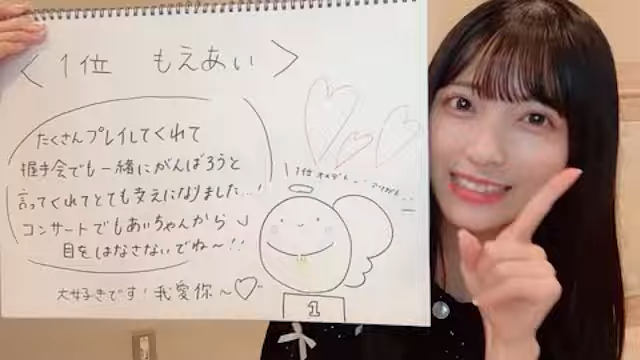 <1位 もえあい>
たくさんプレイしてくれて
握手会でも一緒にがんばろうと
言ってくれてとても支えになりました…!
コンサートでもあいちゃんから
目をはなさないでね〜!!
大好きです!我愛你〜♡
1位
1